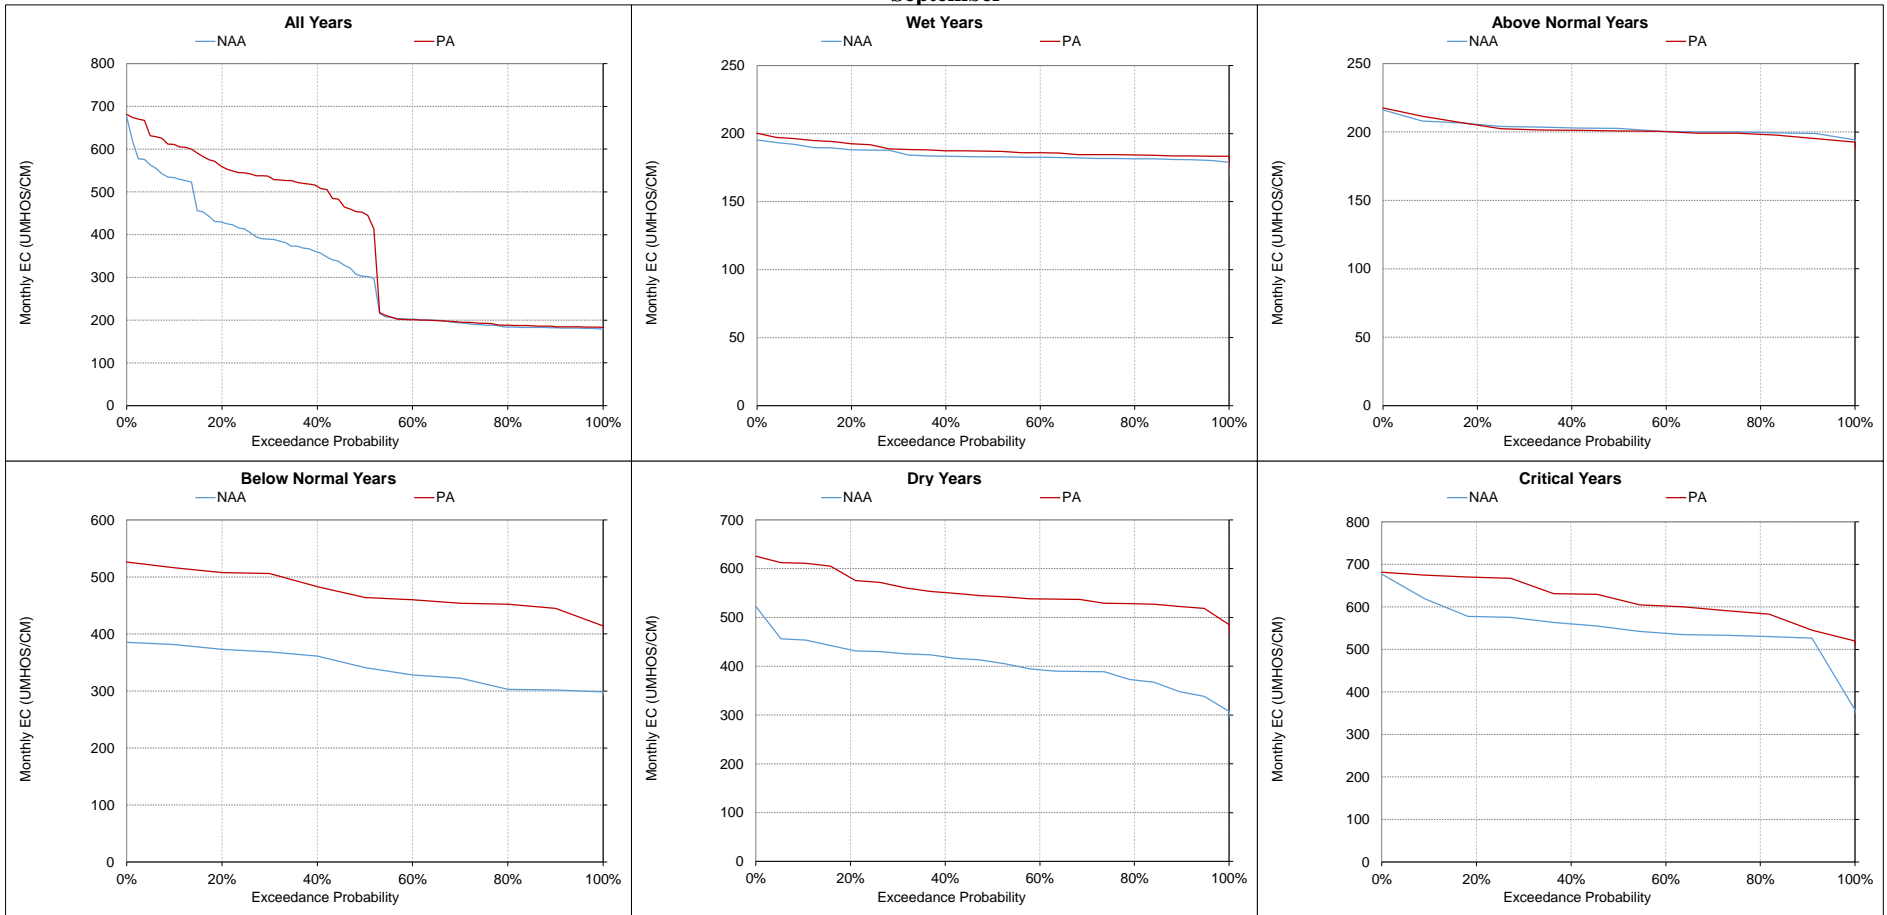 September
All Years
NAA PA
800
700
600
500
400
300
200
100
0
0% 20% 40% 60% 80% 100%
Exceedance Probability
Monthly EC (UMHOS/CM)
Wet Years
NAA PA
250
200
150
100
50
0
0% 20% 40% 60% 80% 100%
Exceedance Probability
Monthly EC (UMHOS/CM)
Above Normal Years
NAA PA
250
200
150
100
50
0
0% 20% 40% 60% 80% 100%
Exceedance Probability
Monthly EC (UMHOS/CM)
Below Normal Years
NAA PA
600
500
400
300
200
100
0
0% 20% 40% 60% 80% 100%
Exceedance Probability
Monthly EC (UMHOS/CM)
Dry Years
NAA PA
700
600
500
400
300
200
100
0
0% 20% 40% 60% 80% 100%
Exceedance Probability
Monthly EC (UMHOS/CM)
Critical Years
NAA PA
800
700
600
500
400
300
200
100
0
0% 20% 40% 60% 80% 100%
Exceedance Probability
Monthly EC (UMHOS/CM)